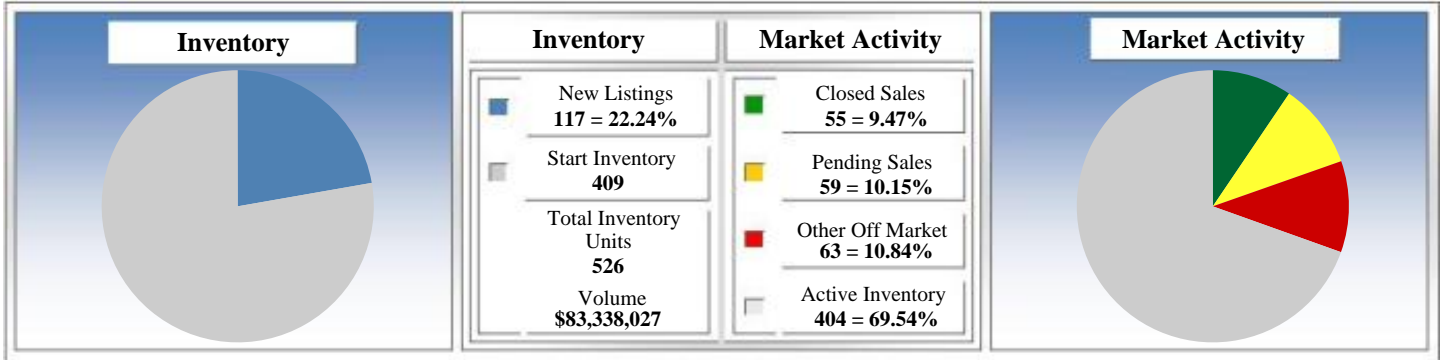 Inventory
Inventory
Market Activity
Market Activity
New Listings
117 = 22.24%
Start Inventory
409
Total Inventory
Units
526
Volume
$83,338,027
Closed Sales
55 = 9.47%
Pending Sales
59 = 10.15%
Other Off Market
63 = 10.84%
Active Inventory
404 = 69.54%